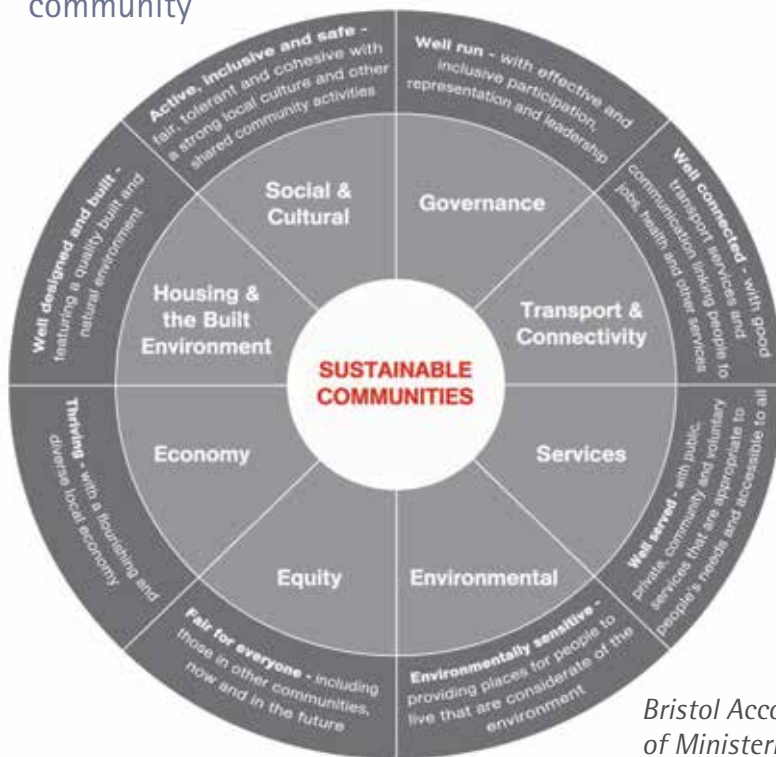 community
Active, inclusive and safe -
fair, tolerant and cohesive with
a strong local culture and other
shared community activities
Well run - with effective and
inclusive participation,
representation and leadership
Well connected - with good
transport services and
communication linking people to
jobs, health and other services
Well served - with public,
private, community and voluntary
services that are appropriate to
people's needs and accessible to all
Environmentally sensitive -
providing places for people to
live that are considerate of the
environment
Fair for everyone - including
those in other communities,
now and in the future
Thriving - with a flourishing and
diverse local economy
Well designed and built -
featuring a quality built and
natural environment
Social &
Cultural
Governance
Transport &
Connectivity
Services
Environmental
Equity
Economy
Housing &
the Built
Environment
SUSTAINABLE
COMMUNITIES
Bristol Acco
of Minister